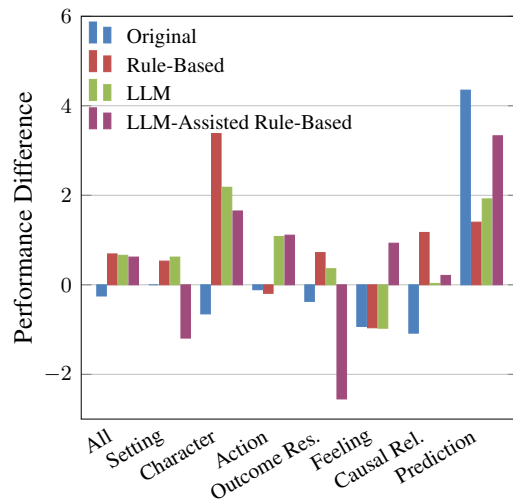 6
4
2
0
−2
Performance Difference
Original
Rule-Based
LLM
LLM-Assisted Rule-Based
All
Setting
Character
Action
Outcome Res.
Feeling
Causal Rel.
Prediction